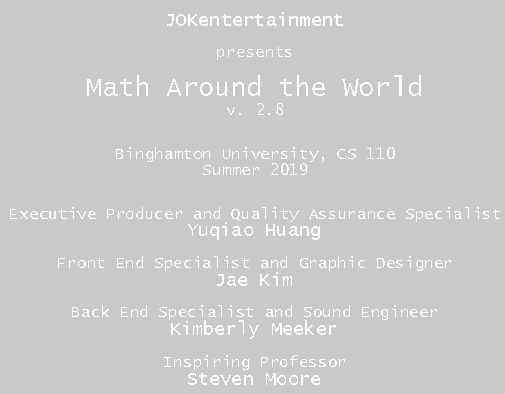 JOKentertainment
presents
Math Around the World
v. 2.8
Binghamton University, CS 110
Summer 2019
Executive Producer and Quality Assurance Specialist
Yuqiao Huang
Front End Specialist and Graphic Designer
Jae Kim
Back End Specialist and Sound Engineer
Kimberly Meeker
Inspiring Professor
Steven Moore